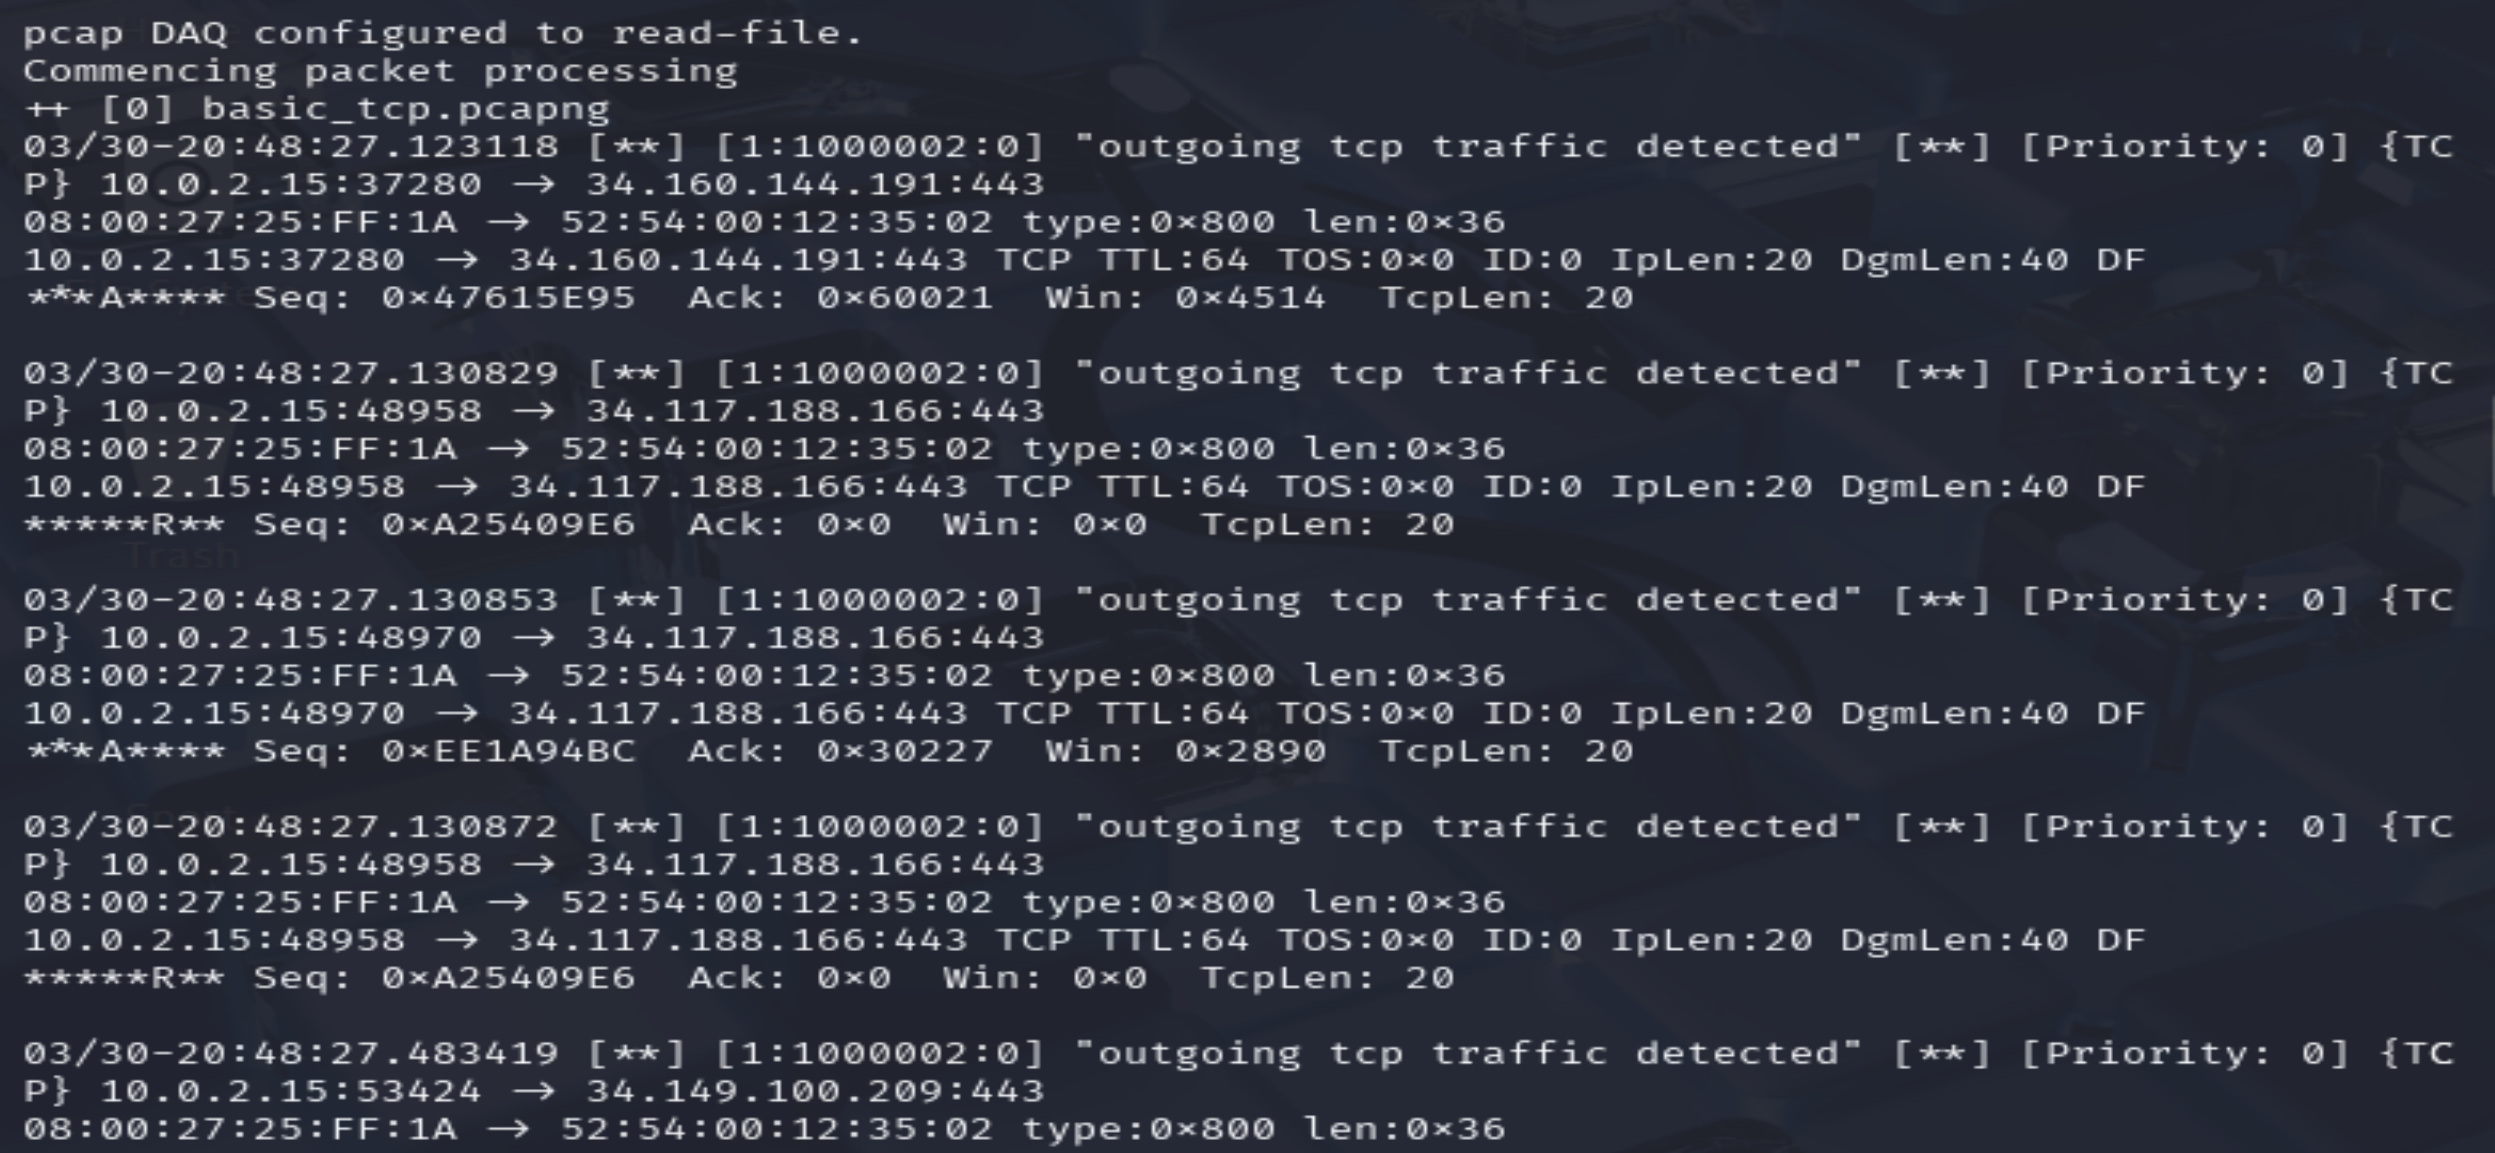 pcap DAQ configured to read-file.
Commencing packet processing
++ [0] basic_tcp.pcapng
03/30-20:48:27.123118 [**] [1:1000002:0] "outgoing tcp traffic detected" [**] [Priority: 0] {TC
P} 10.0.2.15:37280 → 34.160.144.191:443
08:00:27:25:FF:1A → 52:54:00:12:35:02 type:0×800 len:0×36
10.0.2.15:37280 → 34.160.144.191:443 TCP TTL:64 TOS:0×0 ID:0 IpLen:20 DgmLen:40 DF
***A**** Seq: 0×47615E95  Ack: 0×60021  Win: 0×4514  TcpLen: 20

03/30-20:48:27.130829 [**] [1:1000002:0] "outgoing tcp traffic detected" [**] [Priority: 0] {TC
P} 10.0.2.15:48958 → 34.117.188.166:443
08:00:27:25:FF:1A → 52:54:00:12:35:02 type:0×800 len:0×36
10.0.2.15:48958 → 34.117.188.166:443 TCP TTL:64 TOS:0×0 ID:0 IpLen:20 DgmLen:40 DF
*****R** Seq: 0×A25409E6  Ack: 0×0  Win: 0×0  TcpLen: 20
Trash

03/30-20:48:27.130853 [**] [1:1000002:0] "outgoing tcp traffic detected" [**] [Priority: 0] {TC
P} 10.0.2.15:48970 → 34.117.188.166:443
08:00:27:25:FF:1A → 52:54:00:12:35:02 type:0×800 len:0×36
10.0.2.15:48970 → 34.117.188.166:443 TCP TTL:64 TOS:0×0 ID:0 IpLen:20 DgmLen:40 DF
***A**** Seq: 0×EE1A94BC  Ack: 0×30227  Win: 0×2890  TcpLen: 20

03/30-20:48:27.130872 [**] [1:1000002:0] "outgoing tcp traffic detected" [**] [Priority: 0] {TC
P} 10.0.2.15:48958 → 34.117.188.166:443
08:00:27:25:FF:1A → 52:54:00:12:35:02 type:0×800 len:0×36
10.0.2.15:48958 → 34.117.188.166:443 TCP TTL:64 TOS:0×0 ID:0 IpLen:20 DgmLen:40 DF
*****R** Seq: 0×A25409E6  Ack: 0×0  Win: 0×0  TcpLen: 20

03/30-20:48:27.483419 [**] [1:1000002:0] "outgoing tcp traffic detected" [**] [Priority: 0] {TC
P} 10.0.2.15:53424 → 34.149.100.209:443
08:00:27:25:FF:1A → 52:54:00:12:35:02 type:0×800 len:0×36